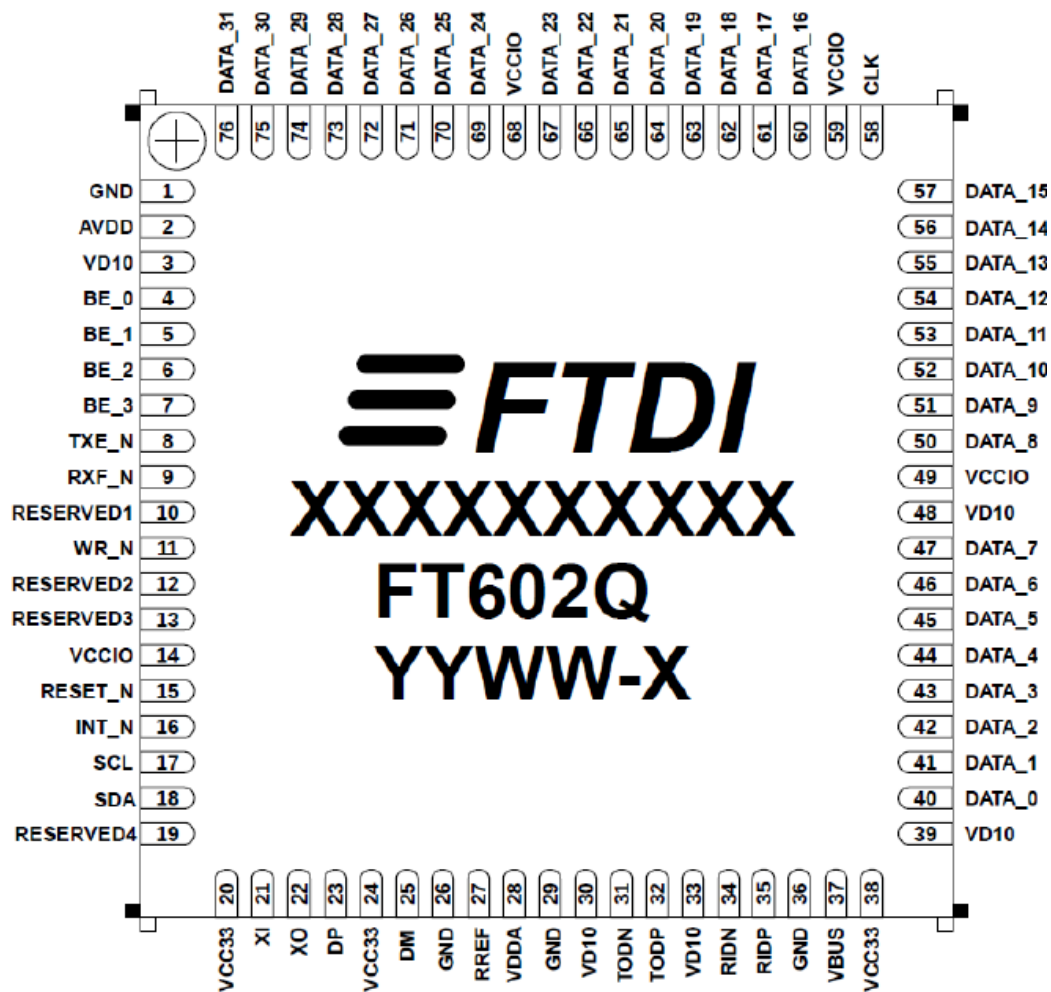 DATA_31 DATA_30 DATA_29 DATA_28 DATA_27 DATA_26 DATA_25 DATA_24 VCCIO DATA_23 DATA_22 DATA_21 DATA_20 DATA_19 DATA_18 DATA_17 DATA_16 VCCIO CLK
76 75 74 73 72 71 70 69 68 67 66 65 64 63 62 61 60 59 58
GND 1 57 DATA_15
AVDD 2 56 DATA_14
VD10 3 55 DATA_13
BE_0 4 54 DATA_12
BE_1 5 53 DATA_11
BE_2 6 52 DATA_10
BE_3 7 51 DATA_9
TXE_N 8 50 DATA_8
RXF_N 9 49 VCCIO
RESERVED1 10 48 VD10
WR_N 11 47 DATA_7
RESERVED2 12 46 DATA_6
RESERVED3 13 45 DATA_5
VCCIO 14 44 DATA_4
RESET_N 15 43 DATA_3
INT_N 16 42 DATA_2
SCL 17 41 DATA_1
SDA 18 40 DATA_0
RESERVED4 19 39 VD10
FTDI
XXXXXXXXXX
FT602Q
YYWW-X
20 21 22 23 24 25 26 27 28 29 30 31 32 33 34 35 36 37 38
VCC33 XI XO DP VCC33 DM GND RREF VDDA GND VD10 TODN TODP VD10 RIDN RIDP GND VBUS VCC33